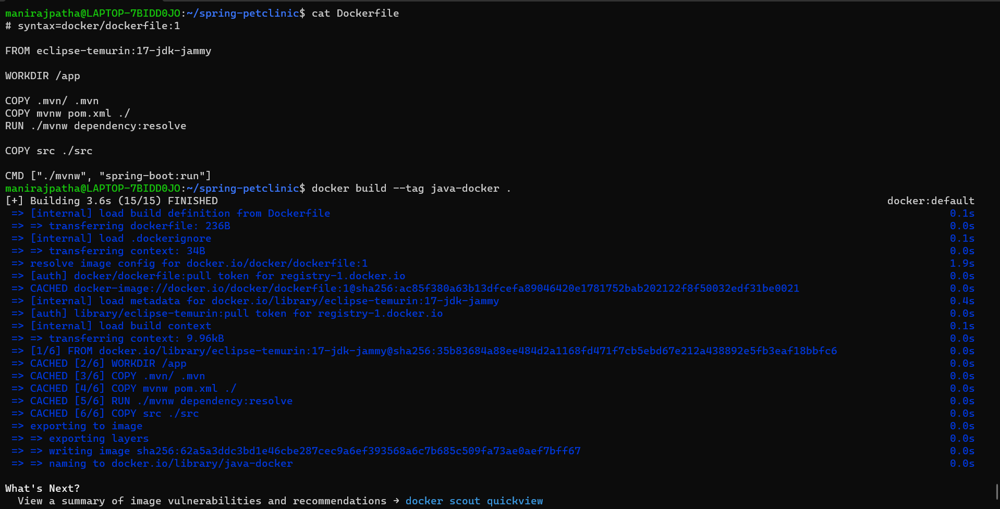 manirajpatha@LAPTOP-7BIDD0JO:~/spring-petclinic$ cat Dockerfile
# syntax=docker/dockerfile:1
FROM eclipse-temurin:17-jdk-jammy
WORKDIR /app
COPY .mvn/ .mvn
COPY mvnw pom.xml ./
RUN ./mvnw dependency:resolve
COPY src ./src
CMD ["./mvnw", "spring-boot:run"]
manirajpatha@LAPTOP-7BIDD0JO:~/spring-petclinic$ docker build --tag java-docker .
[+] Building 3.6s (15/15) FINISHED docker:default
=> [internal] load build definition from Dockerfile 0.1s
=> => transferring dockerfile: 236B 0.0s
=> [internal] load .dockerignore 0.1s
=> => transferring context: 34B 0.0s
=> resolve image config for docker.io/docker/dockerfile:1 1.9s
=> [auth] docker/dockerfile:pull token for registry-1.docker.io 0.0s
=> CACHED docker-image://docker.io/docker/dockerfile:1@sha256:ac85f380a63b13dfcefa89046420e1781752bab202122f8f50032edf31be0021 0.0s
=> [internal] load metadata for docker.io/library/eclipse-temurin:17-jdk-jammy 0.4s
=> [auth] library/eclipse-temurin:pull token for registry-1.docker.io 0.0s
=> [internal] load build context 0.1s
=> => transferring context: 9.96kB 0.0s
=> [1/6] FROM docker.io/library/eclipse-temurin:17-jdk-jammy@sha256:35b83684a88ee484d2a1168fd471f7cb5ebd67e212a438892e5fb3eaf18bbfc6 0.0s
=> CACHED [2/6] WORKDIR /app 0.0s
=> CACHED [3/6] COPY .mvn/ .mvn 0.0s
=> CACHED [4/6] COPY mvnw pom.xml ./ 0.0s
=> CACHED [5/6] RUN ./mvnw dependency:resolve 0.0s
=> CACHED [6/6] COPY src ./src 0.0s
=> exporting to image 0.0s
=> => exporting layers 0.0s
=> => writing image sha256:62a5a3ddc3bd1e46cbe287cec9a6ef393568a6c7b685c509fa73ae0aef7bff67 0.0s
=> => naming to docker.io/library/java-docker 0.0s
What's Next?
View a summary of image vulnerabilities and recommendations → docker scout quickview